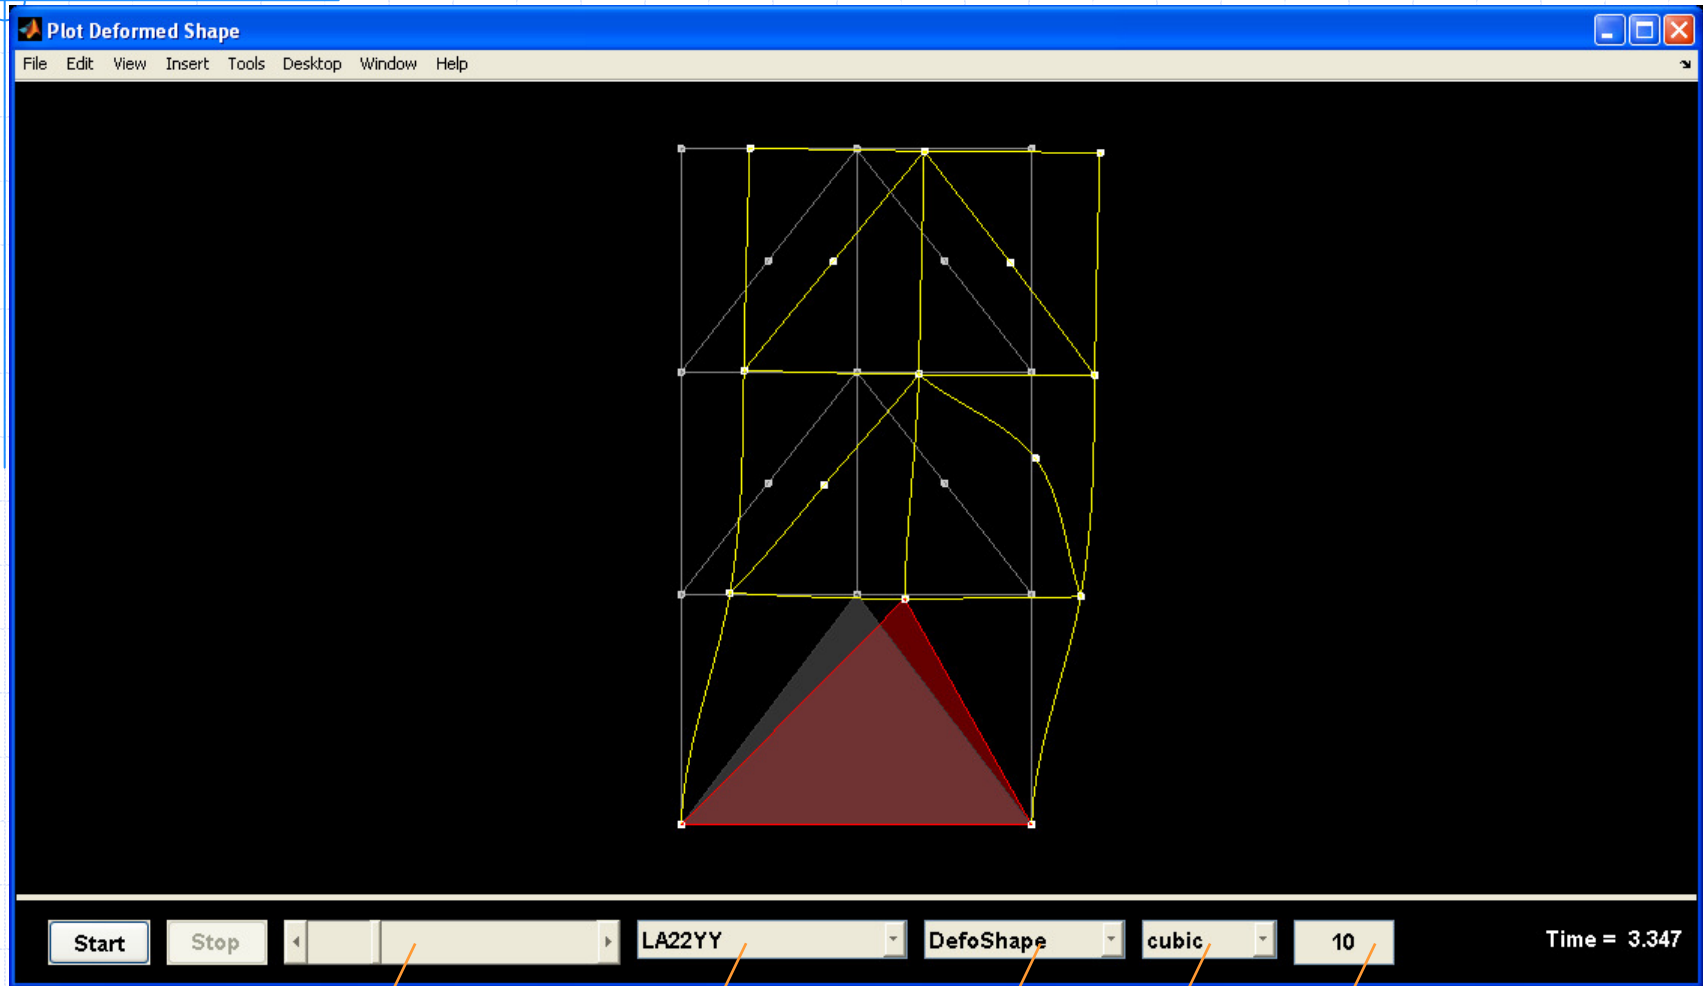 Plot Deformed Shape
File Edit View Insert Tools Desktop Window Help
Start Stop LA22YY DefoShape cubic 10 Time = 3.347